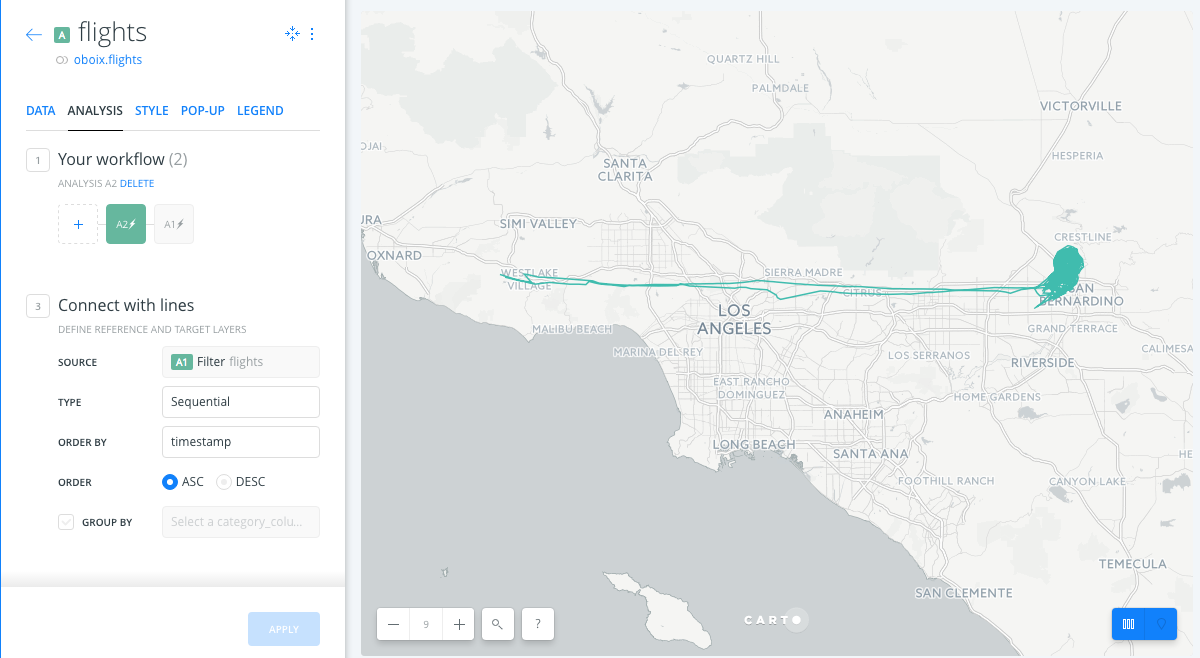 A flights
oboix.flights
DATA ANALYSIS STYLE POP-UP LEGEND
1 Your workflow (2)
ANALYSIS A2 DELETE
+ A2 A1
3 Connect with lines
DEFINE REFERENCE AND TARGET LAYERS
SOURCE A1 Filter flights
TYPE Sequential
ORDER BY timestamp
ORDER ASC DESC
GROUP BY Select a category_colu...
APPLY
QUARTZ HILL
PALMDALE
VICTORVILLE
OJAI
HESPERIA
SANTA
CLARITA
URA
SIMI VALLEY
CRESTLINE
OXNARD
WESTLAKE
VILLAGE
SIERRA MADRE
CITRUS
SAN
BERNARDINO
LOS
ANGELES
MALIBU BEACH
GRAND TERRACE
MARINA DEL REY
LOS SERRANOS
CALIMESA
RIVERSIDE
EAST RANCHO
DOMINGUEZ
HOME GARDENS
ANAHEIM
LONG BEACH
SANTA ANA
HE
FOOTHILL RANCH
CANYON LAKE
TEMECULA
SAN CLEMENTE
9
?
CARTO